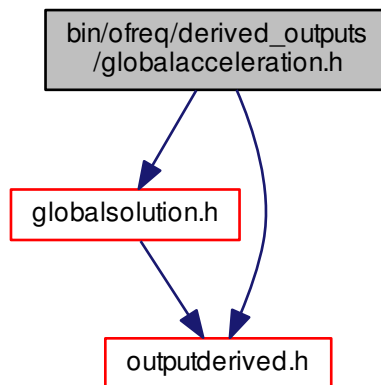 bin/ofreq/derived_outputs
/globalacceleration.h
globalsolution.h
outputderived.h